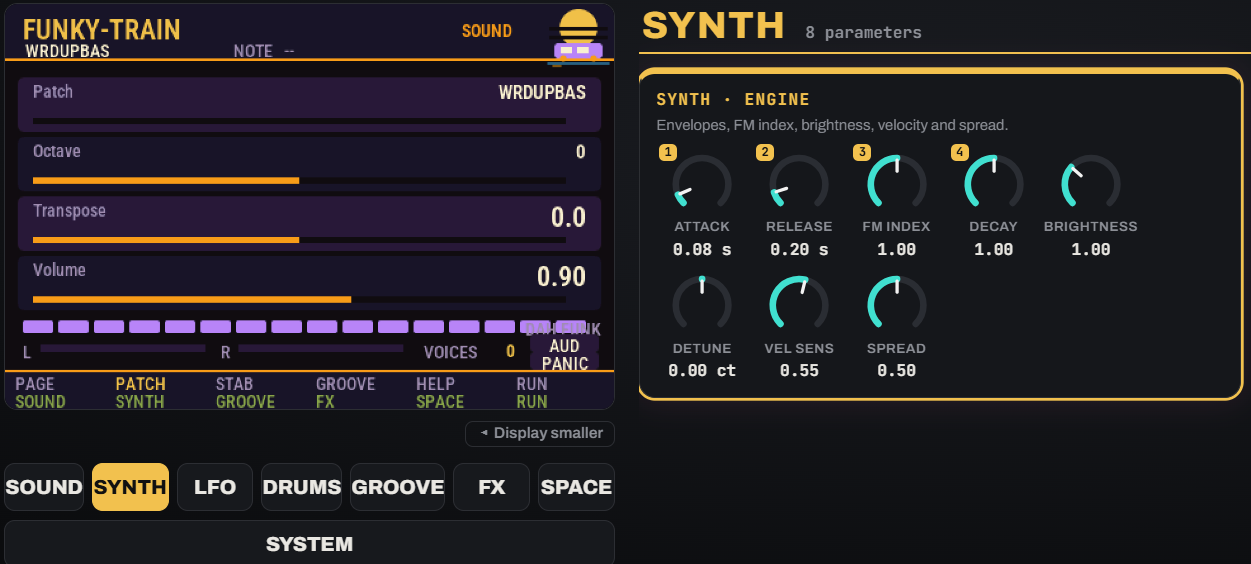 FUNKY-TRAIN
SOUND
WRDUPBAS
NOTE --
Patch
WRDUPBAS
Octave
0
Transpose
0.0
Volume
0.90
L
R
VOICES 0
AUD
PANIC
PAGE PATCH STAB GROOVE HELP RUN
SOUND SYNTH GROOVE FX SPACE RUN
◂ Display smaller
SOUND SYNTH LFO DRUMS GROOVE FX SPACE
SYSTEM
SYNTH 8 parameters
SYNTH · ENGINE
Envelopes, FM index, brightness, velocity and spread.
1 2 3 4
ATTACK RELEASE FM INDEX DECAY BRIGHTNESS
0.08 s 0.20 s 1.00 1.00 1.00
DETUNE VEL SENS SPREAD
0.00 ct 0.55 0.50